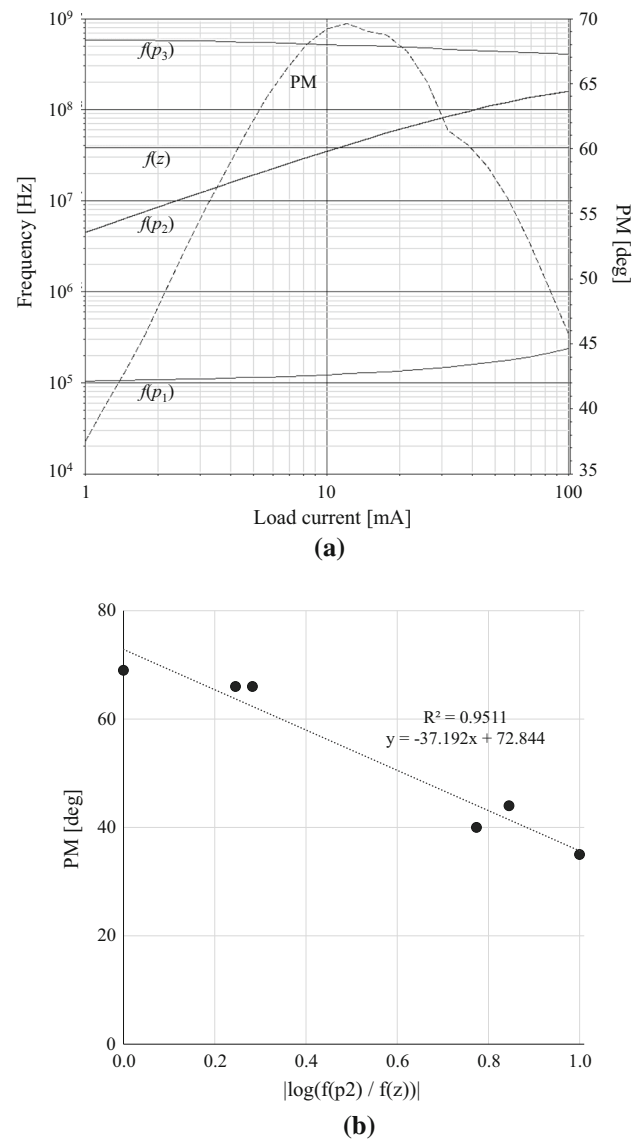 10⁹
10⁸
10⁷
10⁶
10⁵
10⁴
Frequency [Hz]
f(p₃)
PM
f(z)
f(p₂)
f(p₁)
70
65
60
55
50
45
40
35
PM [deg]
1
10
100
Load current [mA]
(a)
80
60
40
20
0
PM [deg]
R² = 0.9511
y = -37.192x + 72.844
0.0
0.2
0.4
0.6
0.8
1.0
|log(f(p2) / f(z))|
(b)